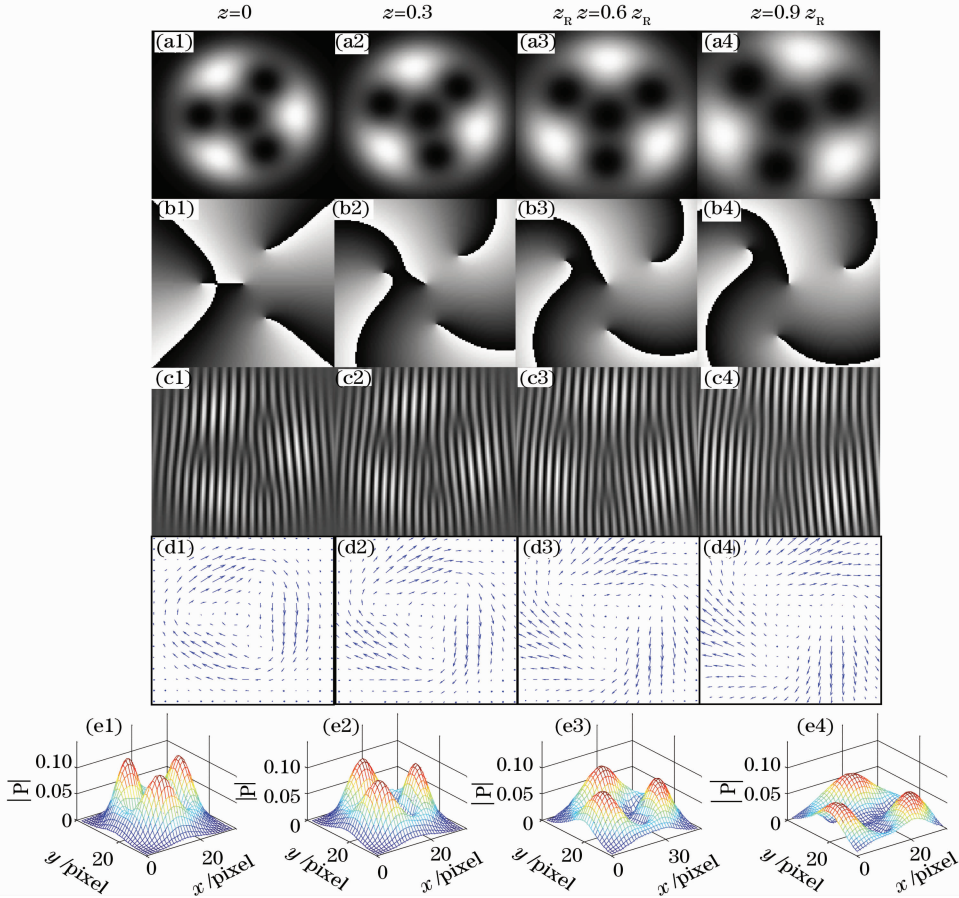 z=0 z=0.3 z_R z=0.6 z_R z=0.9 z_R
(a1) (a2) (a3) (a4)
(b1) (b2) (b3) (b4)
(c1) (c2) (c3) (c4)
(d1) (d2) (d3) (d4)
(e1) (e2) (e3) (e4)
0.10 0.10 0.10 0.10
|P| |P| |P| |P|
0.05 0.05 0.05 0.05
0 0 0 0
20 20 20 20
y/pixel y/pixel y/pixel y/pixel
20 20 30 20
0 0 0 0
x/pixel x/pixel x/pixel x/pixel